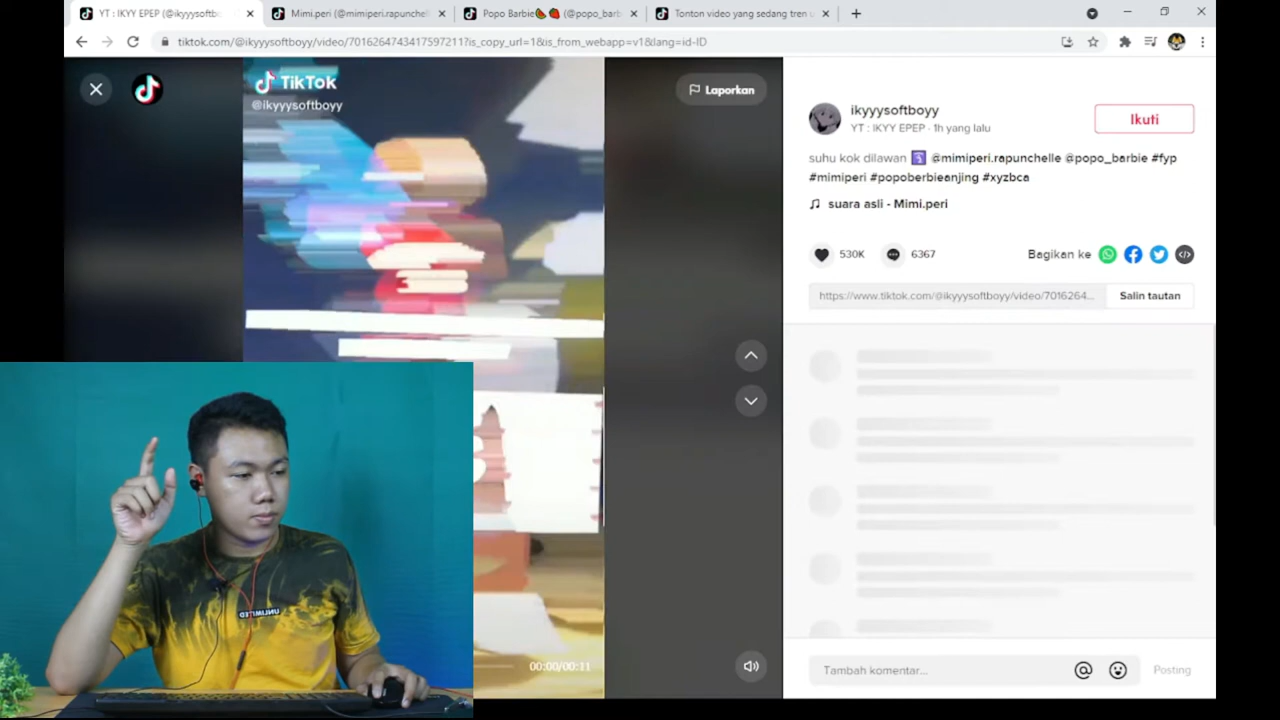 YT : IKYY EPEP (@ikyyysoftb
Mimi.peri (@mimiperi.rapunchell
Popo Barbie🍉🍓 (@popo_bar
Tonton video yang sedang tren u
tiktok.com/@ikyyysoftboyy/video/7016264743417597211?is_copy_url=1&is_from_webapp=v1&lang=id-ID
TikTok
@ikyyysoftboyy
Laporkan
ikyyysoftboyy
YT : IKYY EPEP · 1h yang lalu
Ikuti
suhu kok dilawan 🛐 @mimiperi.rapunchelle @popo_barbie #fyp
#mimiperi #popoberbieanjing #xyzbca
suara asli - Mimi.peri
530K
6367
Bagikan ke
https://www.tiktok.com/@ikyyysoftboyy/video/7016264...
Salin tautan
UNLIMITED
00:00/00:11
Tambah komentar...
Posting